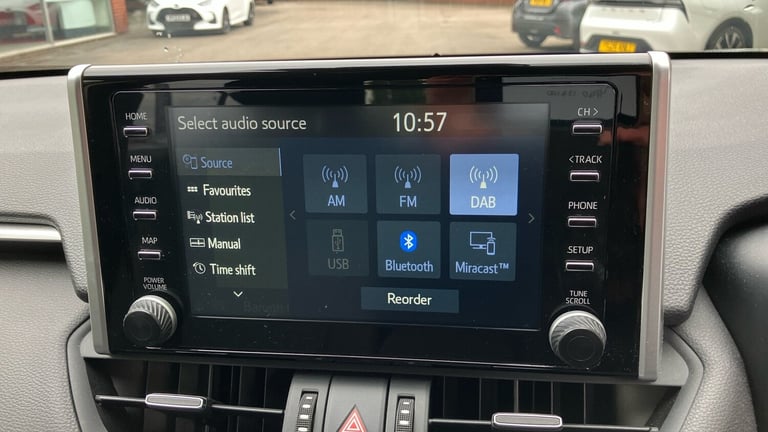 Select audio source
10:57
HOME
MENU
AUDIO
MAP
POWER
VOLUME
Source
Favourites
Station list
Manual
Time shift
AM
FM
DAB
USB
Bluetooth
Miracast™
Reorder
CH >
< TRACK
PHONE
SETUP
TUNE
SCROLL